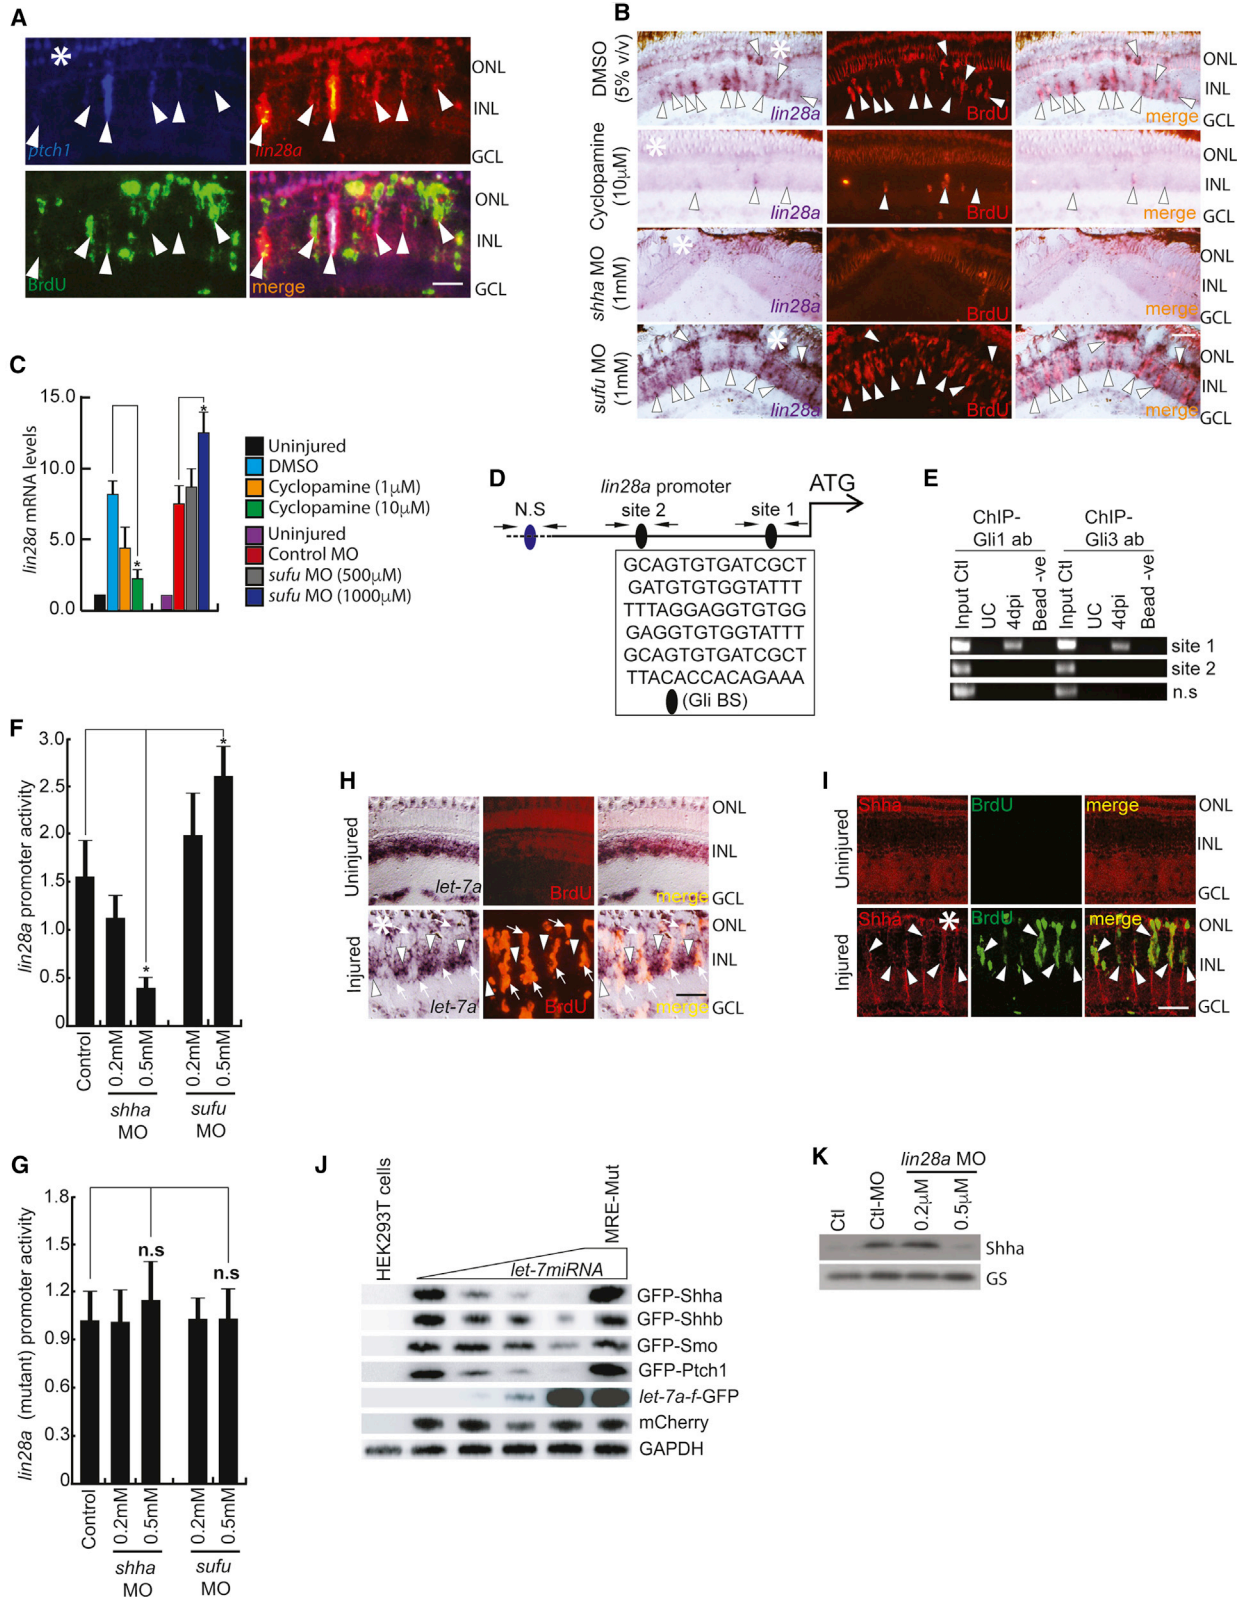 A
*
ptch1
lin28a
ONL
INL
GCL
BrdU
merge
ONL
INL
GCL
B
DMSO
(5% v/v)
*
lin28a
BrdU
merge
ONL
INL
GCL
Cyclopamine
(10μM)
*
lin28a
BrdU
merge
ONL
INL
GCL
shha MO
(1mM)
*
lin28a
BrdU
merge
ONL
INL
GCL
sufu MO
(1mM)
*
lin28a
BrdU
merge
ONL
INL
GCL
C
lin28a mRNA levels
15.0
10.0
5.0
0.0
*
*
Uninjured
DMSO
Cyclopamine (1μM)
Cyclopamine (10μM)
Uninjured
Control MO
sufu MO (500μM)
sufu MO (1000μM)
D
lin28a promoter
ATG
N.S
site 2
site 1
GCAGTGTGATCGCT
GATGTGTGGTATTT
TTTAGGAGGTGTGG
GAGGTGTGGTATTT
GCAGTGTGATCGCT
TTACACCACAGAAA
(Gli BS)
E
ChIP-
Gli1 ab
ChIP-
Gli3 ab
Input Ctl
UC
4dpi
Bead -ve
Input Ctl
UC
4dpi
Bead -ve
site 1
site 2
n.s
F
lin28a promoter activity
3.0
2.5
2.0
1.5
1.0
0.5
0
*
*
Control
0.2mM
0.5mM
0.2mM
0.5mM
shha
MO
sufu
MO
G
lin28a (mutant) promoter activity
1.8
1.5
1.2
0.9
0.6
0.3
0
n.s
n.s
Control
0.2mM
0.5mM
0.2mM
0.5mM
shha
MO
sufu
MO
H
Uninjured
let-7a
BrdU
merge
ONL
INL
GCL
Injured
*
let-7a
BrdU
merge
ONL
INL
GCL
I
Uninjured
Shha
BrdU
merge
ONL
INL
GCL
Injured
Shha
*
BrdU
merge
ONL
INL
GCL
J
HEK293T cells
MRE-Mut
let-7miRNA
GFP-Shha
GFP-Shhb
GFP-Smo
GFP-Ptch1
let-7a-f-GFP
mCherry
GAPDH
K
lin28a MO
Ctl
Ctl-MO
0.2μM
0.5μM
Shha
GS